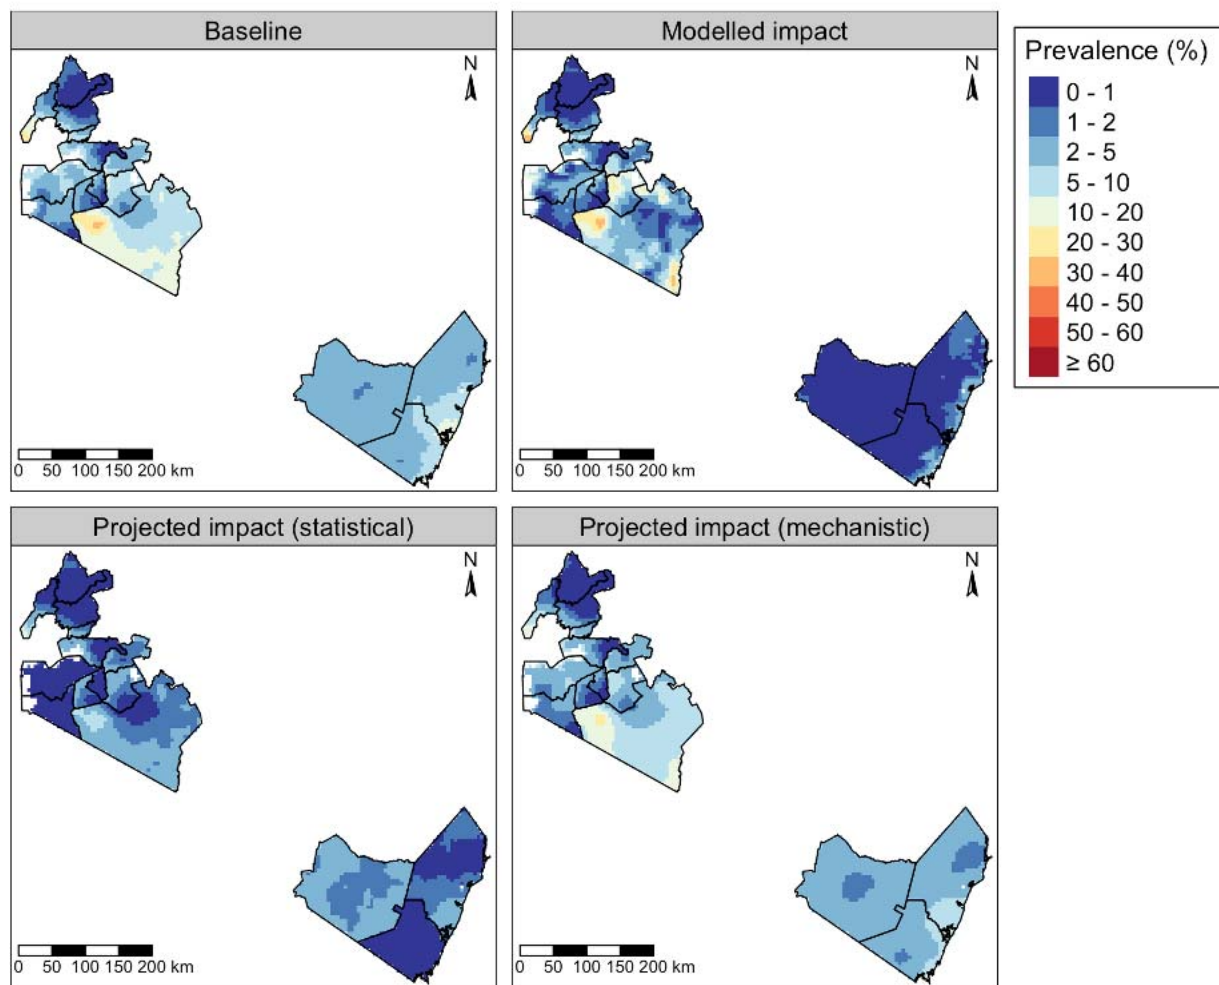 Baseline
Modelled impact
N
N
Prevalence (%)
0 - 1
1 - 2
2 - 5
5 - 10
10 - 20
20 - 30
30 - 40
40 - 50
50 - 60
≥ 60
0 50 100 150 200 km
0 50 100 150 200 km
Projected impact (statistical)
Projected impact (mechanistic)
N
N
0 50 100 150 200 km
0 50 100 150 200 km